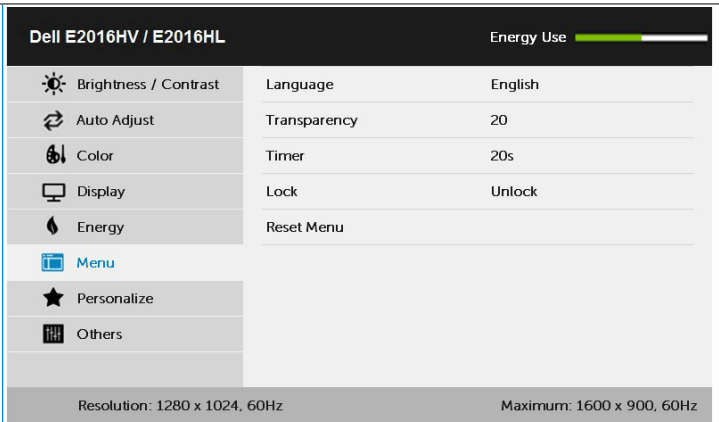 Dell E2016HV / E2016HL Energy Use
Brightness / Contrast Language English
Auto Adjust Transparency 20
Color Timer 20s
Display Lock Unlock
Energy Reset Menu
Menu
Personalize
Others
Resolution: 1280 x 1024, 60Hz Maximum: 1600 x 900, 60Hz